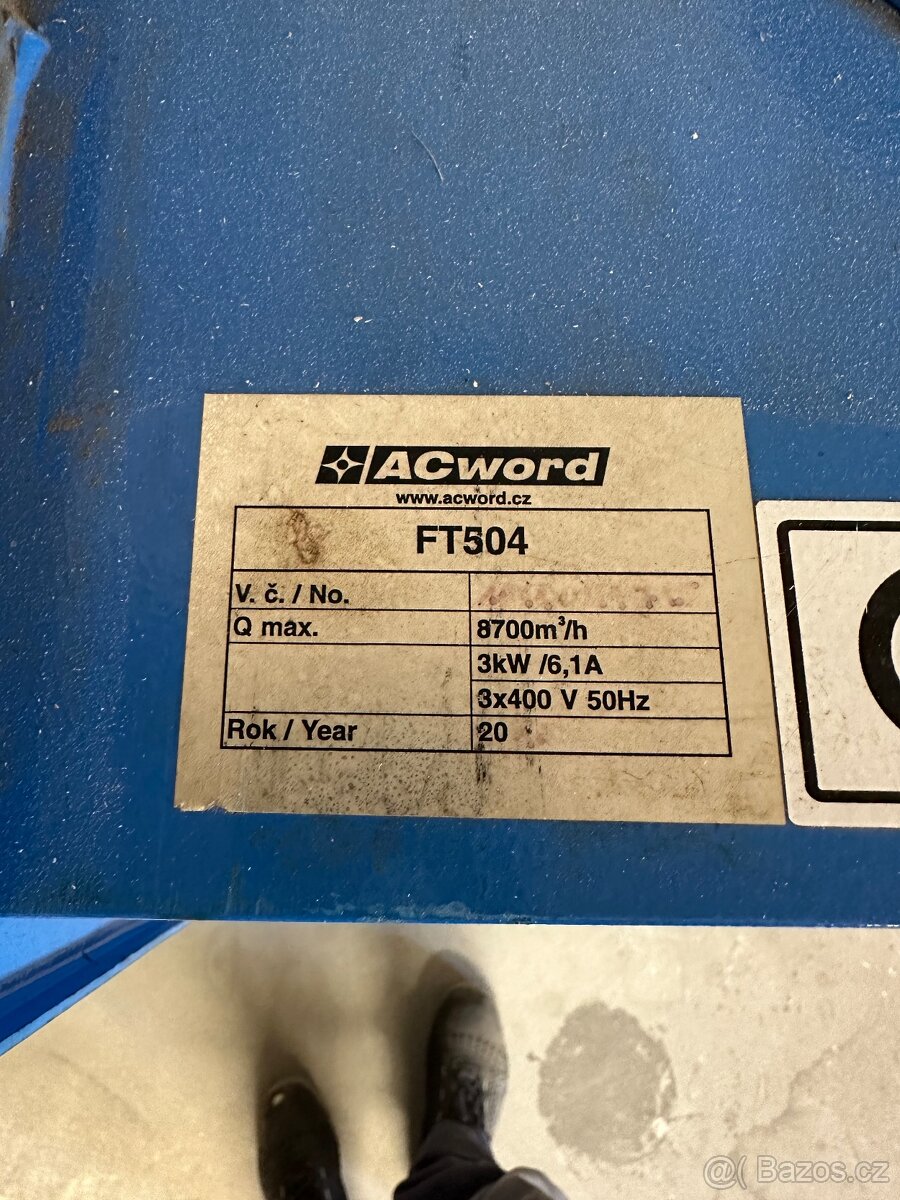 ACword
www.acword.cz
FT504
V. č. / No.
Q max. 8700m³/h
3kW /6,1A
3x400 V 50Hz
Rok / Year 20
@( Bazos.cz